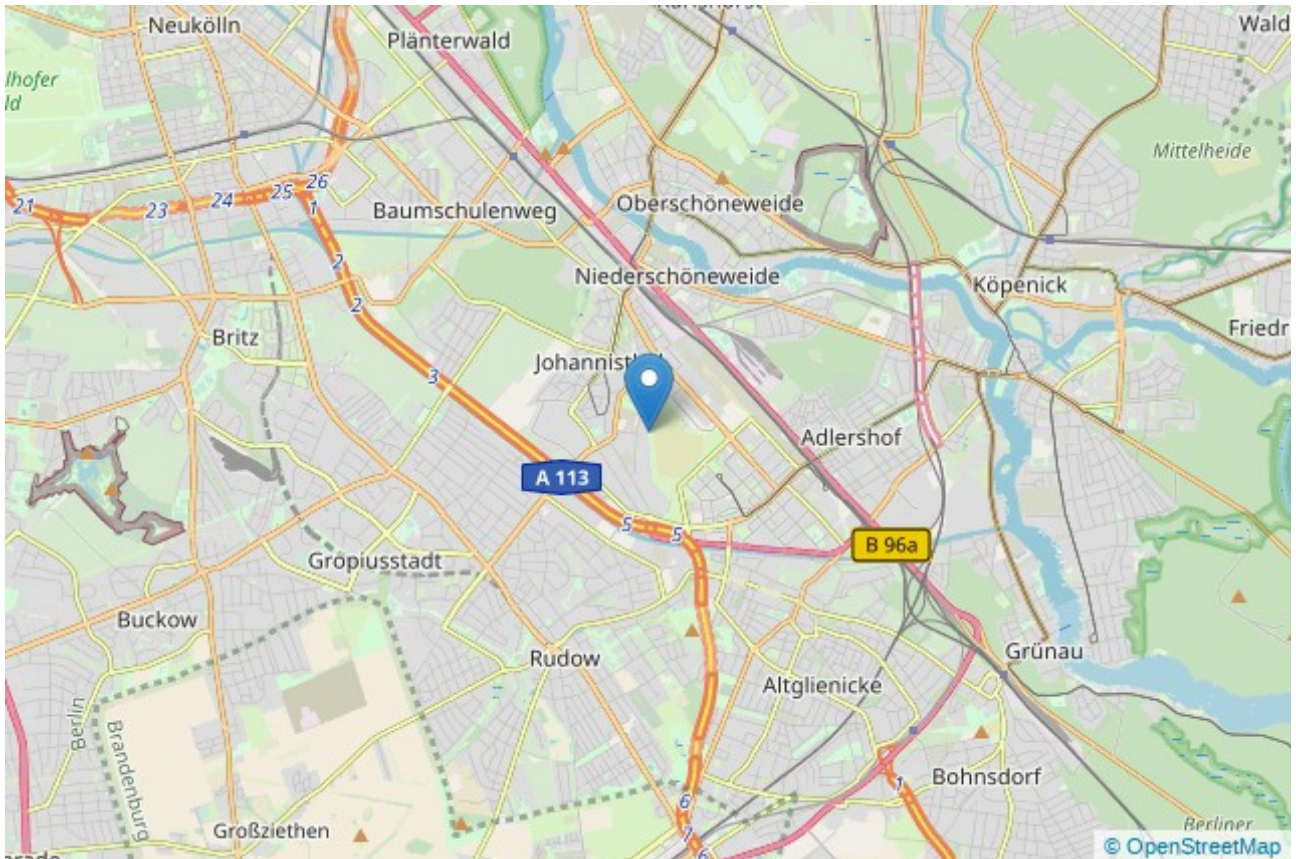 Neukölln
Plänterwald
Wald
Mittelheide
21
23
24
25
26
1
Baumschulenweg
Oberschöneweide
2
Niederschöneweide
2
Köpenick
Britz
Friedr
3
Adlershof
A 113
5
5
B 96a
Gropiusstadt
Buckow
Rudow
Grünau
Altglienicke
Berlin
Brandenburg
1
Bohnsdorf
6
7
6
Großziethen
Berliner
© OpenStreetMap